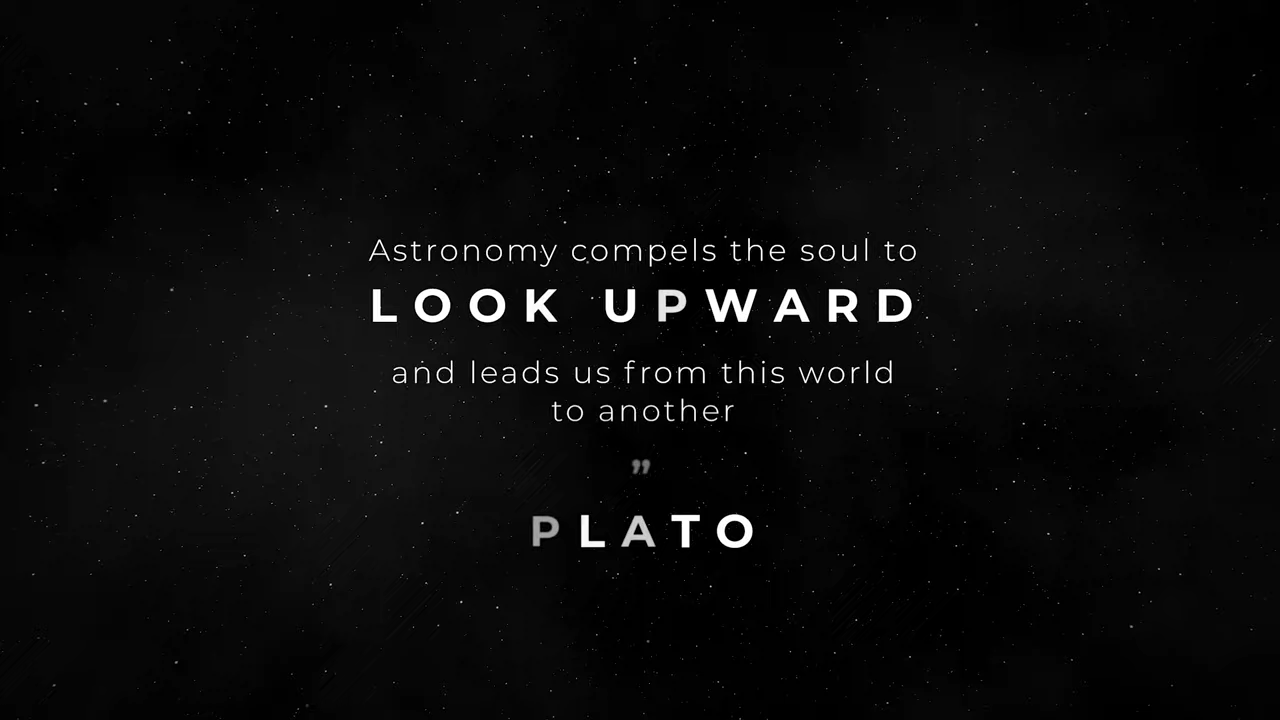 Astronomy compels the soul to
LOOK UPWARD
and leads us from this world
to another
”
PLATO